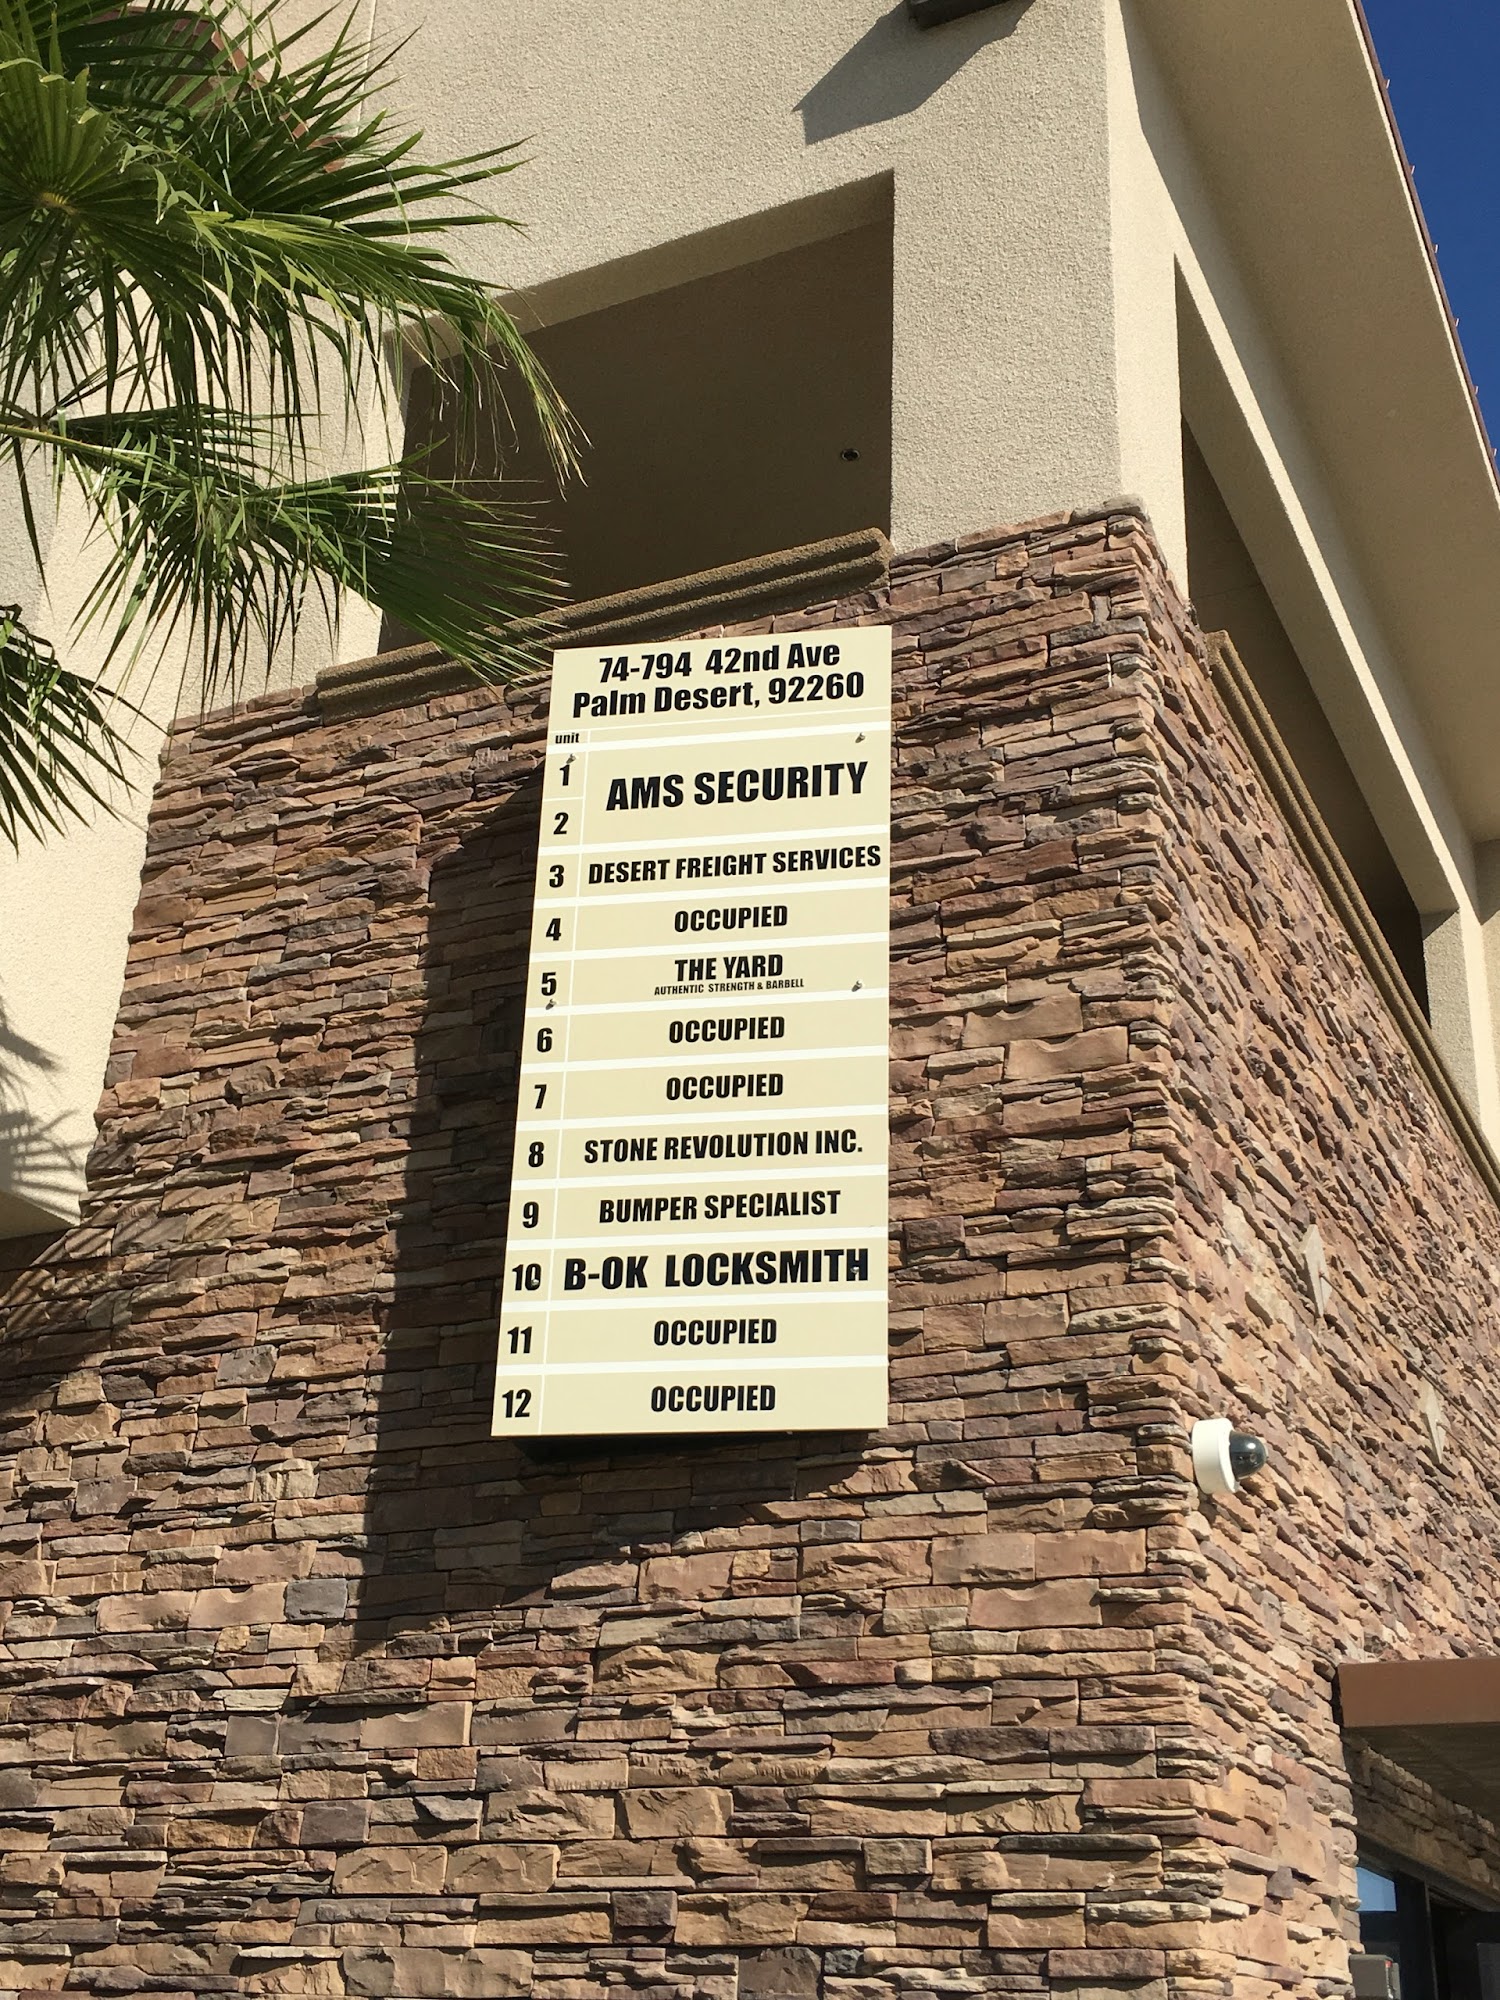 74-794 42nd Ave
Palm Desert, 92260
unit
1
AMS SECURITY
2
3 DESERT FREIGHT SERVICES
4 OCCUPIED
5 THE YARD
AUTHENTIC STRENGTH & BARBELL
6 OCCUPIED
7 OCCUPIED
8 STONE REVOLUTION INC.
9 BUMPER SPECIALIST
10 B-OK LOCKSMITH
11 OCCUPIED
12 OCCUPIED